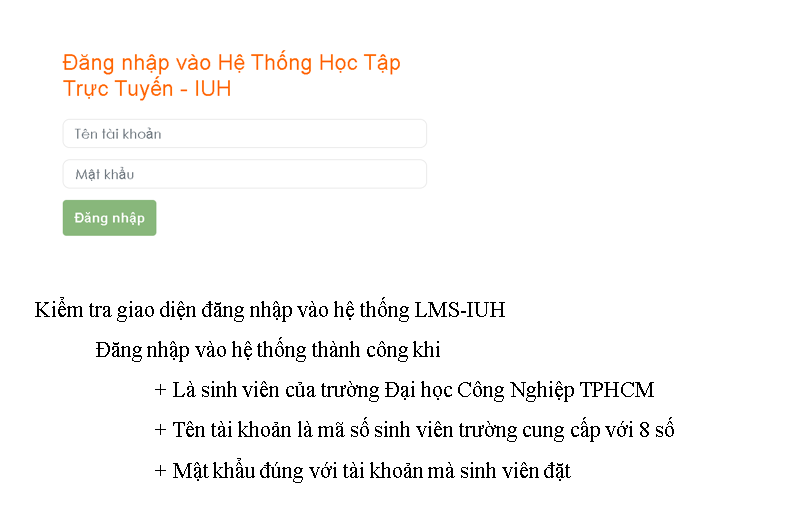 Đăng nhập vào Hệ Thống Học Tập
Trực Tuyến - IUH
Tên tài khoản
Mật khẩu
Đăng nhập
Kiểm tra giao diện đăng nhập vào hệ thống LMS-IUH
Đăng nhập vào hệ thống thành công khi
+ Là sinh viên của trường Đại học Công Nghiệp TPHCM
+ Tên tài khoản là mã số sinh viên trường cung cấp với 8 số
+ Mật khẩu đúng với tài khoản mà sinh viên đặt